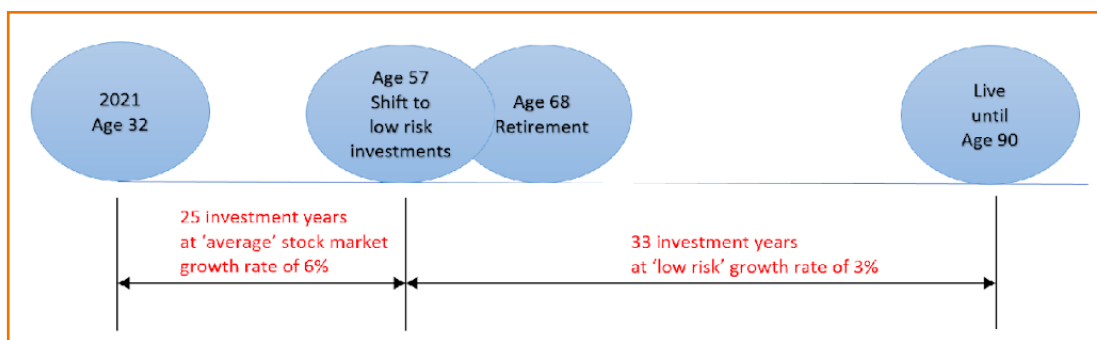 2021
Age 32
Age 57
Shift to
low risk
investments
Age 68
Retirement
Live
until
Age 90
25 investment years
at ‘average’ stock market
growth rate of 6%
33 investment years
at ‘low risk’ growth rate of 3%